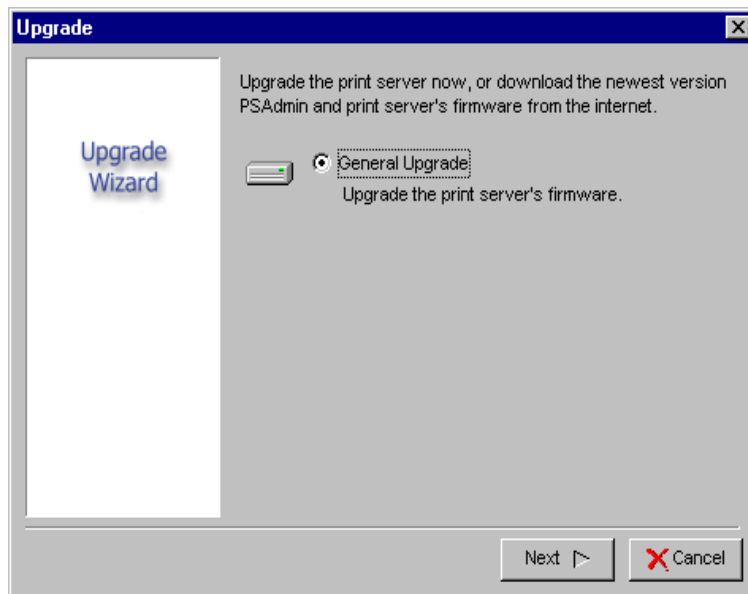 Upgrade
Upgrade
Wizard
Upgrade the print server now, or download the newest version
PSAdmin and print server's firmware from the internet.
General Upgrade
Upgrade the print server's firmware.
Next
Cancel